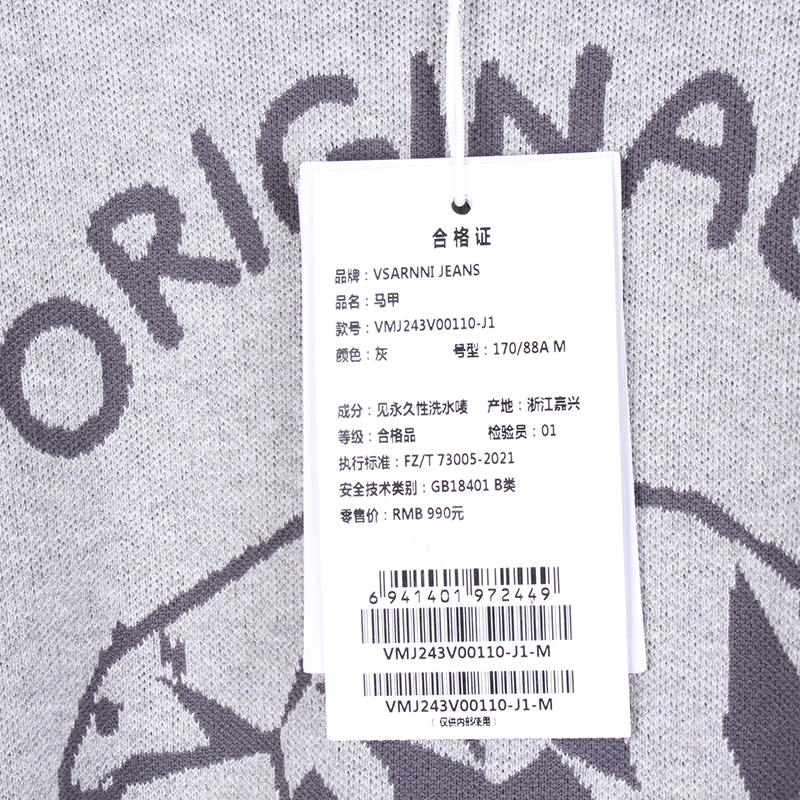 ORIGINA
合格证
品牌：VSARNNI JEANS
品名：马甲
款号：VMJ243V00110-J1
颜色：灰 号型：170/88A M
成分：见永久性洗水唛 产地：浙江嘉兴
等级：合格品 检验员：01
执行标准：FZ/T 73005-2021
安全技术类别：GB18401 B类
零售价：RMB 990元
6 941401 972449
VMJ243V00110-J1-M
VMJ243V00110-J1-M
（仅供内部使用）